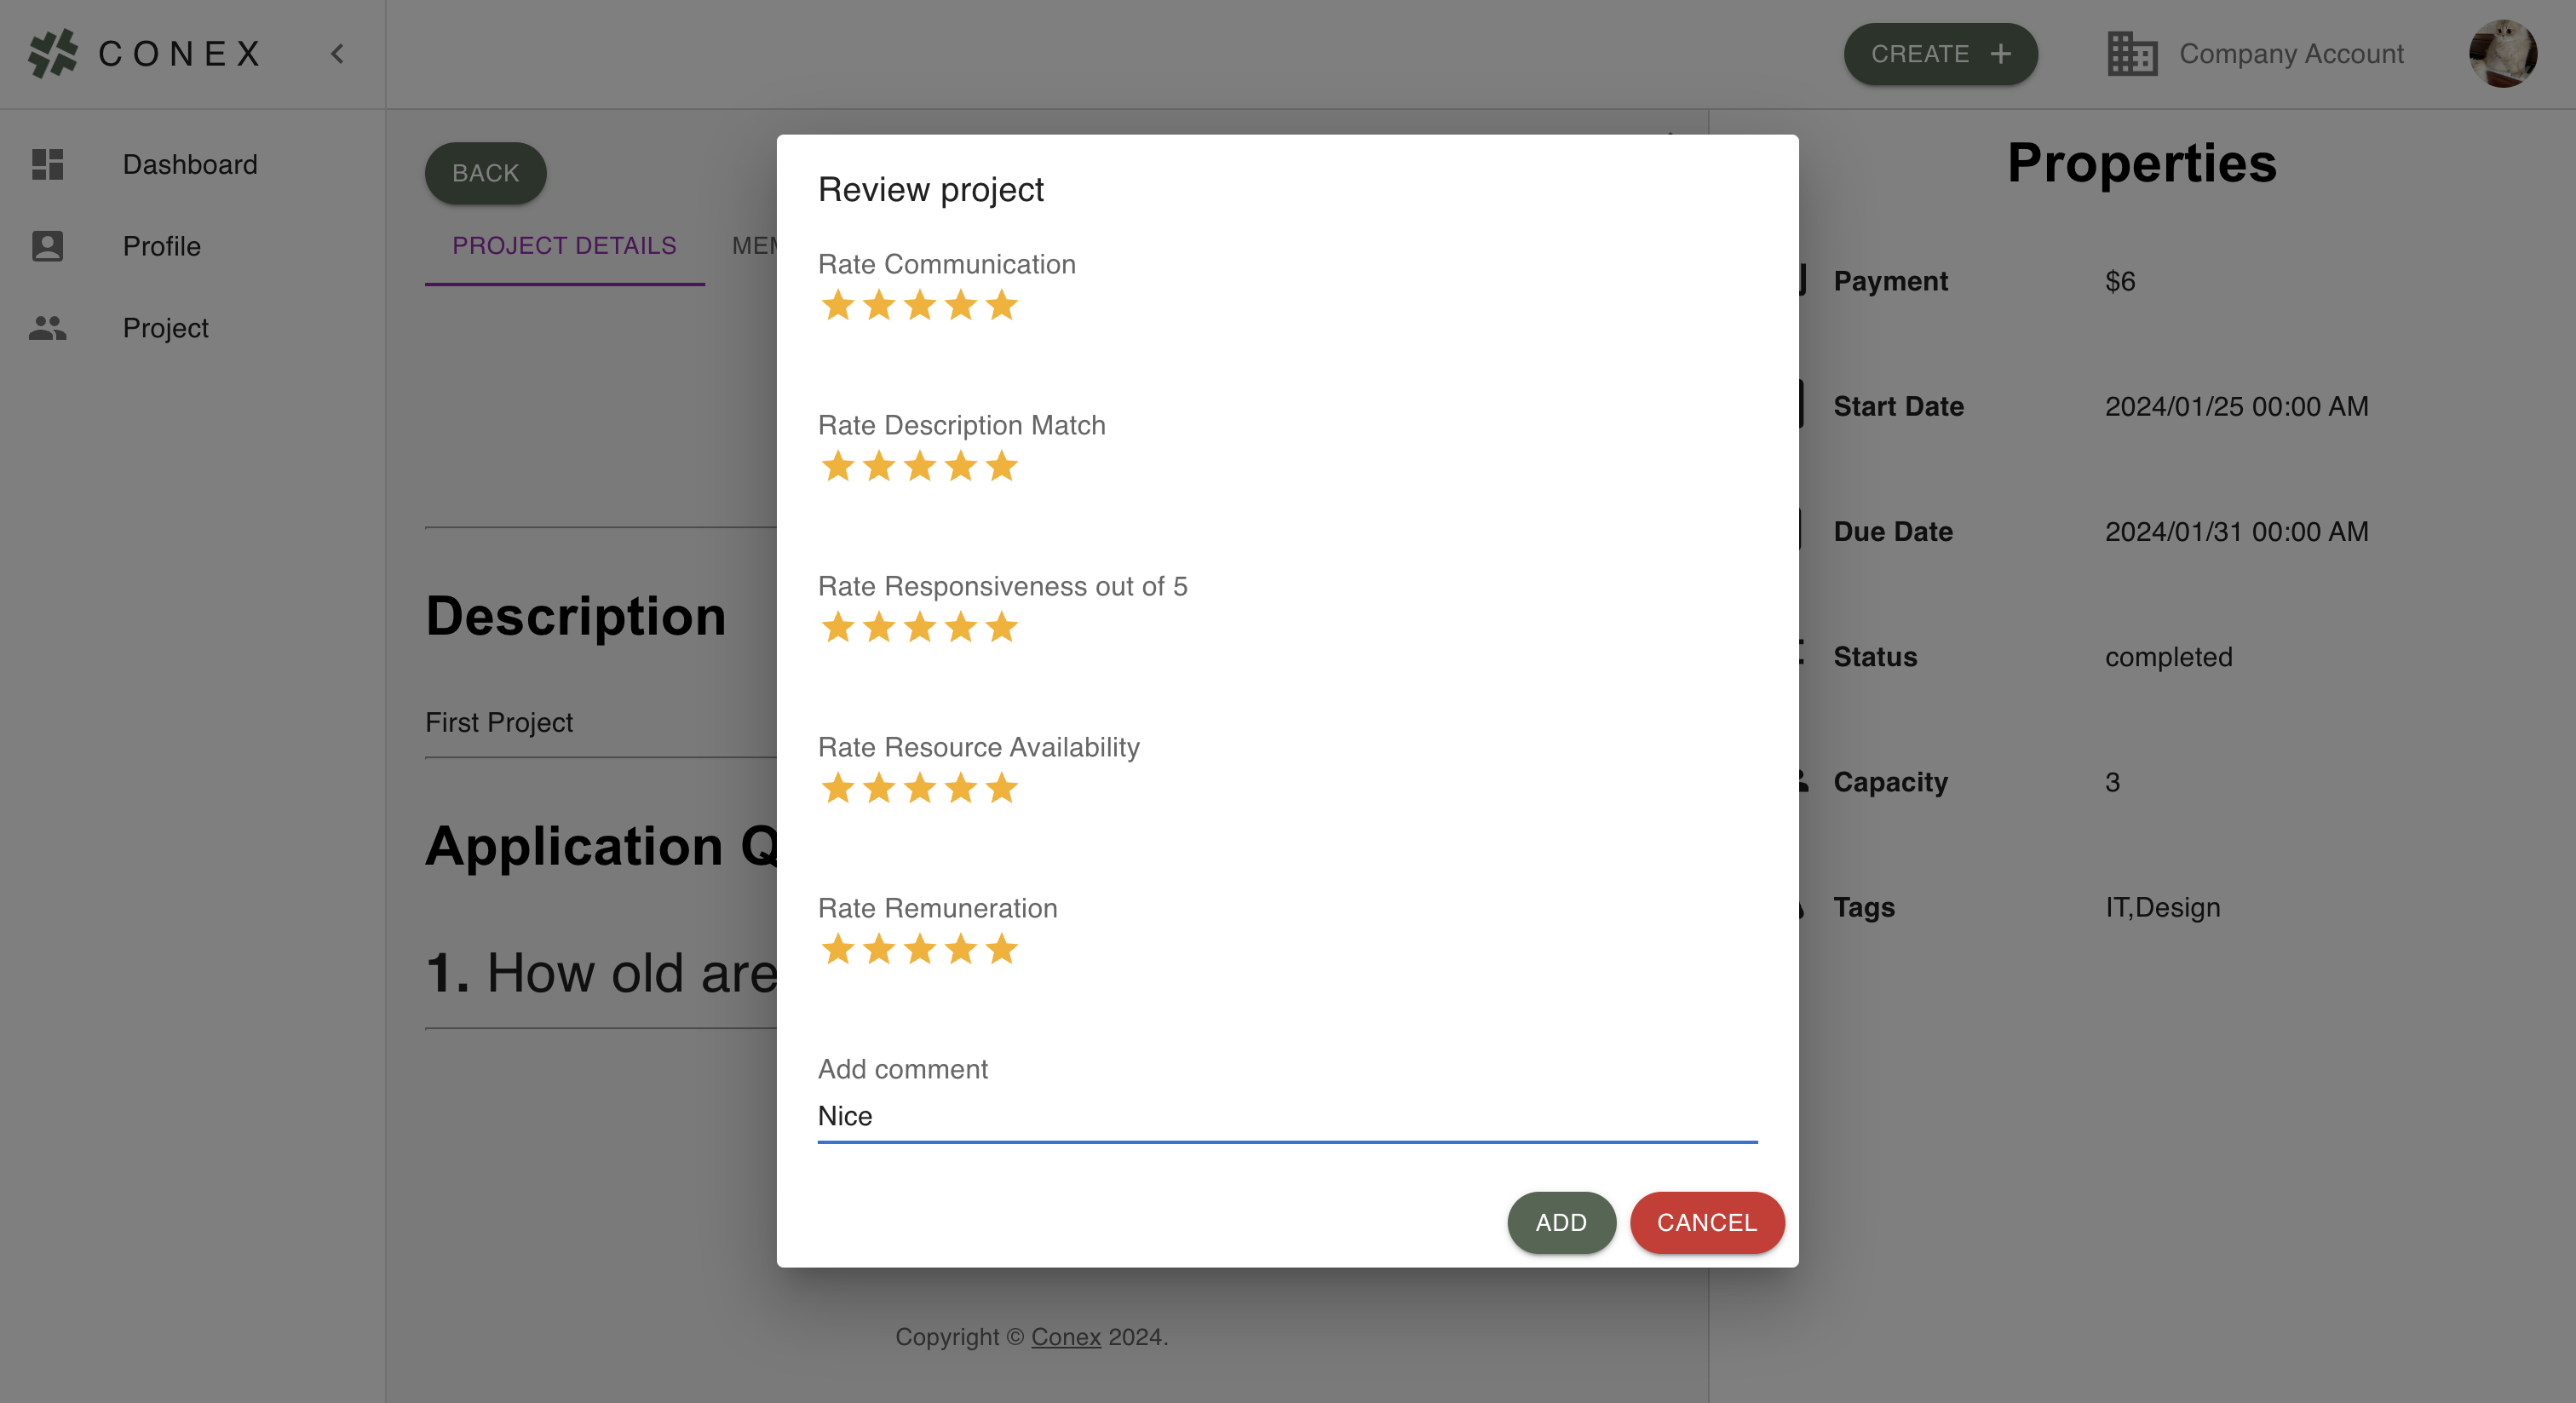 CONEX
CREATE +
Company Account
Dashboard
Profile
Project
BACK
PROJECT DETAILS
Description
First Project
Application
1. How old are
Review project
Rate Communication
Rate Description Match
Rate Responsiveness out of 5
Rate Resource Availability
Rate Remuneration
Add comment
Nice
ADD CANCEL
Properties
Payment $6
Start Date 2024/01/25 00:00 AM
Due Date 2024/01/31 00:00 AM
Status completed
Capacity 3
Tags IT,Design
Copyright © Conex 2024.